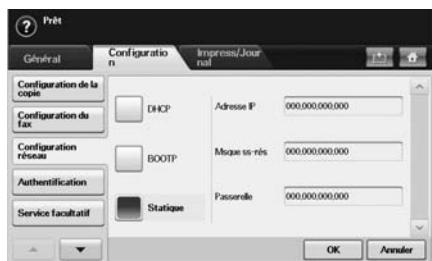 Prêt
Général
Configuratio
n
Impress/Jour
nal
Configuration de la
copie
Configuration du
fax
Configuration
réseau
Authentification
Service facultatif
DHCP
BOOTP
Statique
Adresse IP
000,000,000,000
Msque ss-rés
000,000,000,000
Passerelle
000,000,000,000
OK
Annuler